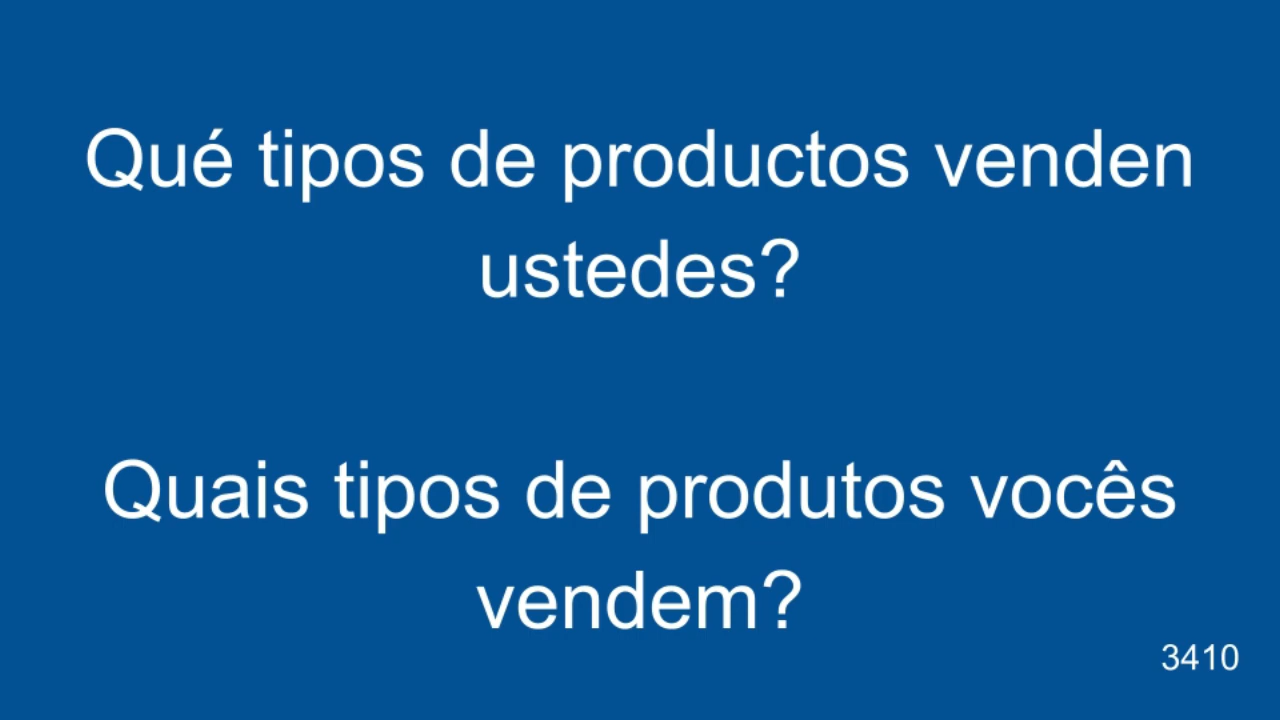 Qué tipos de productos venden
ustedes?
Quais tipos de produtos vocês
vendem?
3410